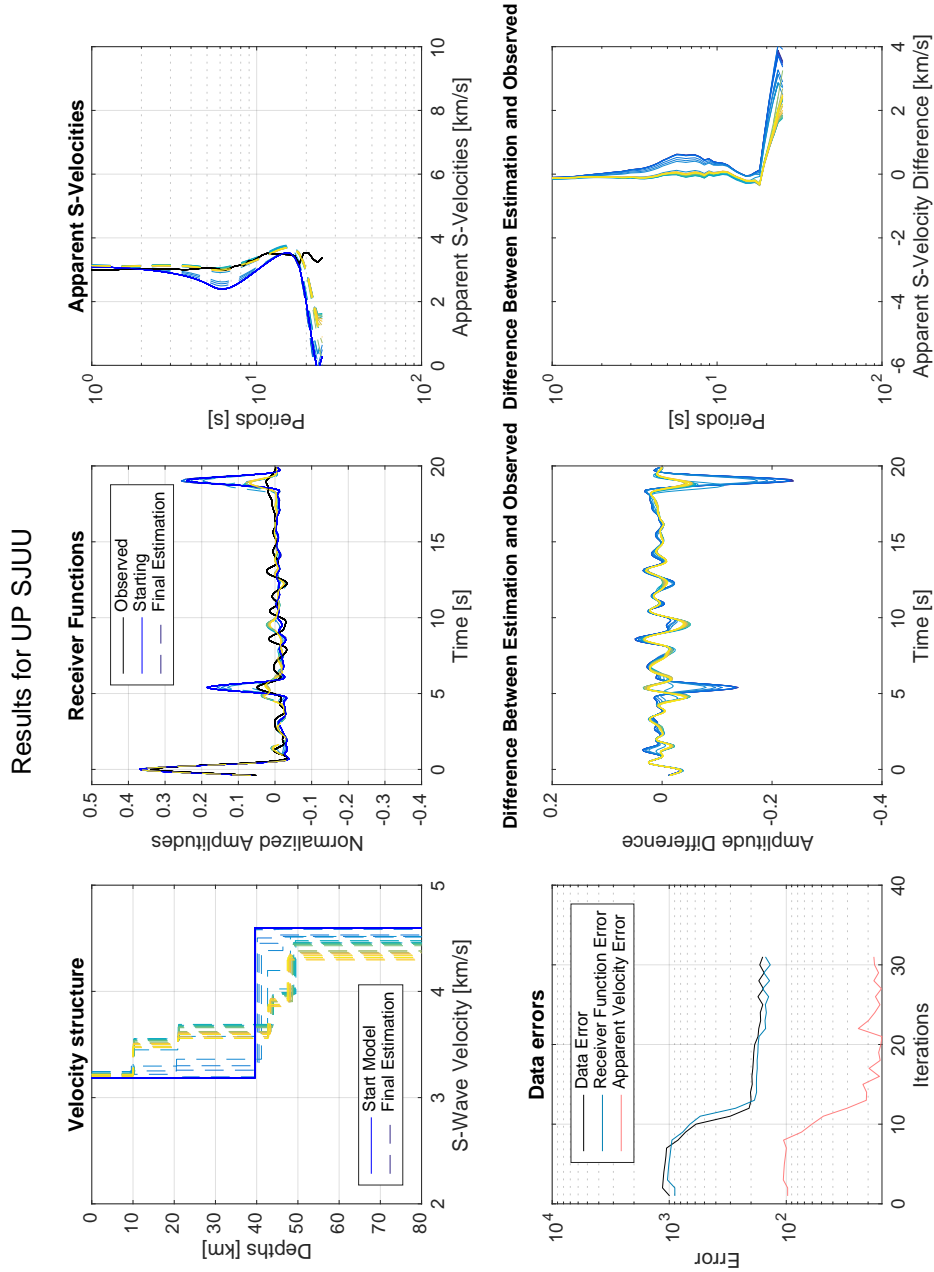 Results for UP SJUU
Velocity structure
0
10
20
30
40
50
60
70
80
Depths [km]
2
3
4
5
S-Wave Velocity [km/s]
Start Model
Final Estimation
Receiver Functions
0.5
0.4
0.3
0.2
0.1
0
-0.1
-0.2
-0.3
-0.4
Normalized Amplitudes
0
5
10
15
20
Time [s]
Observed
Starting
Final Estimation
Apparent S-Velocities
10^0
10^1
10^2
Periods [s]
0
2
4
6
8
10
Apparent S-Velocities [km/s]
Data errors
10^4
10^3
10^2
Error
0
10
20
30
40
Iterations
Data Error
Receiver Function Error
Apparent Velocity Error
Difference Between Estimation and Observed
0.2
0
-0.2
-0.4
Amplitude Difference
0
5
10
15
20
Time [s]
Difference Between Estimation and Observed
10^0
10^1
10^2
Periods [s]
-6
-4
-2
0
2
4
Apparent S-Velocity Difference [km/s]